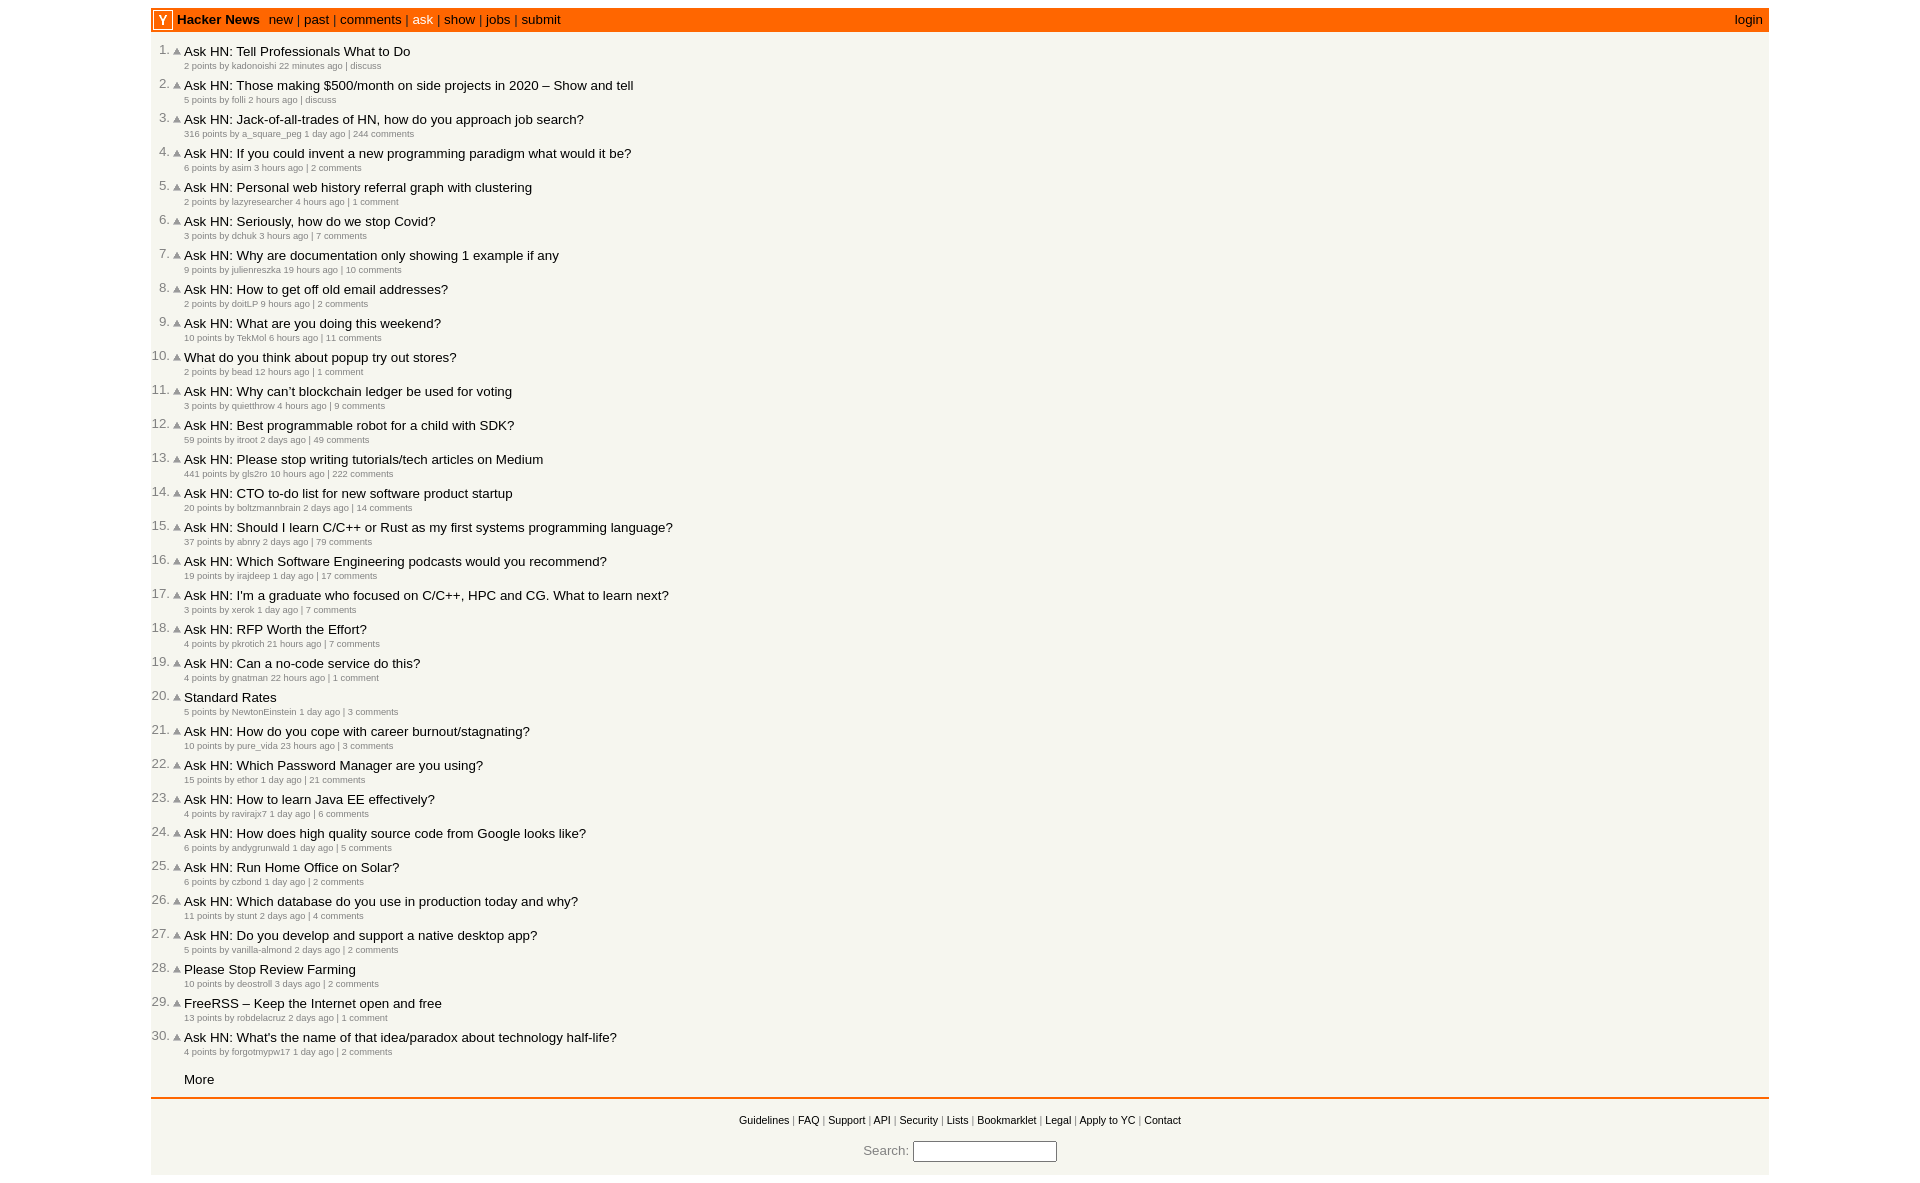 Y Hacker News new | past | comments | ask | show | jobs | submit login
1. Ask HN: Tell Professionals What to Do
2 points by kadonoishi 22 minutes ago | discuss
2. Ask HN: Those making $500/month on side projects in 2020 – Show and tell
5 points by folli 2 hours ago | discuss
3. Ask HN: Jack-of-all-trades of HN, how do you approach job search?
316 points by a_square_peg 1 day ago | 244 comments
4. Ask HN: If you could invent a new programming paradigm what would it be?
6 points by asim 3 hours ago | 2 comments
5. Ask HN: Personal web history referral graph with clustering
2 points by lazyresearcher 4 hours ago | 1 comment
6. Ask HN: Seriously, how do we stop Covid?
3 points by dchuk 3 hours ago | 7 comments
7. Ask HN: Why are documentation only showing 1 example if any
9 points by julienreszka 19 hours ago | 10 comments
8. Ask HN: How to get off old email addresses?
2 points by doitLP 9 hours ago | 2 comments
9. Ask HN: What are you doing this weekend?
10 points by TekMol 6 hours ago | 11 comments
10. What do you think about popup try out stores?
2 points by bead 12 hours ago | 1 comment
11. Ask HN: Why can’t blockchain ledger be used for voting
3 points by quietthrow 4 hours ago | 9 comments
12. Ask HN: Best programmable robot for a child with SDK?
59 points by itroot 2 days ago | 49 comments
13. Ask HN: Please stop writing tutorials/tech articles on Medium
441 points by gls2ro 10 hours ago | 222 comments
14. Ask HN: CTO to-do list for new software product startup
20 points by boltzmannbrain 2 days ago | 14 comments
15. Ask HN: Should I learn C/C++ or Rust as my first systems programming language?
37 points by abnry 2 days ago | 79 comments
16. Ask HN: Which Software Engineering podcasts would you recommend?
19 points by irajdeep 1 day ago | 17 comments
17. Ask HN: I'm a graduate who focused on C/C++, HPC and CG. What to learn next?
3 points by xerok 1 day ago | 7 comments
18. Ask HN: RFP Worth the Effort?
4 points by pkrotich 21 hours ago | 7 comments
19. Ask HN: Can a no-code service do this?
4 points by gnatman 22 hours ago | 1 comment
20. Standard Rates
5 points by NewtonEinstein 1 day ago | 3 comments
21. Ask HN: How do you cope with career burnout/stagnating?
10 points by pure_vida 23 hours ago | 3 comments
22. Ask HN: Which Password Manager are you using?
15 points by ethor 1 day ago | 21 comments
23. Ask HN: How to learn Java EE effectively?
4 points by ravirajx7 1 day ago | 6 comments
24. Ask HN: How does high quality source code from Google looks like?
6 points by andygrunwald 1 day ago | 5 comments
25. Ask HN: Run Home Office on Solar?
6 points by czbond 1 day ago | 2 comments
26. Ask HN: Which database do you use in production today and why?
11 points by stunt 2 days ago | 4 comments
27. Ask HN: Do you develop and support a native desktop app?
5 points by vanilla-almond 2 days ago | 2 comments
28. Please Stop Review Farming
10 points by deostroll 3 days ago | 2 comments
29. FreeRSS – Keep the Internet open and free
13 points by robdelacruz 2 days ago | 1 comment
30. Ask HN: What's the name of that idea/paradox about technology half-life?
4 points by forgotmypw17 1 day ago | 2 comments
More
Guidelines | FAQ | Support | API | Security | Lists | Bookmarklet | Legal | Apply to YC | Contact
Search: